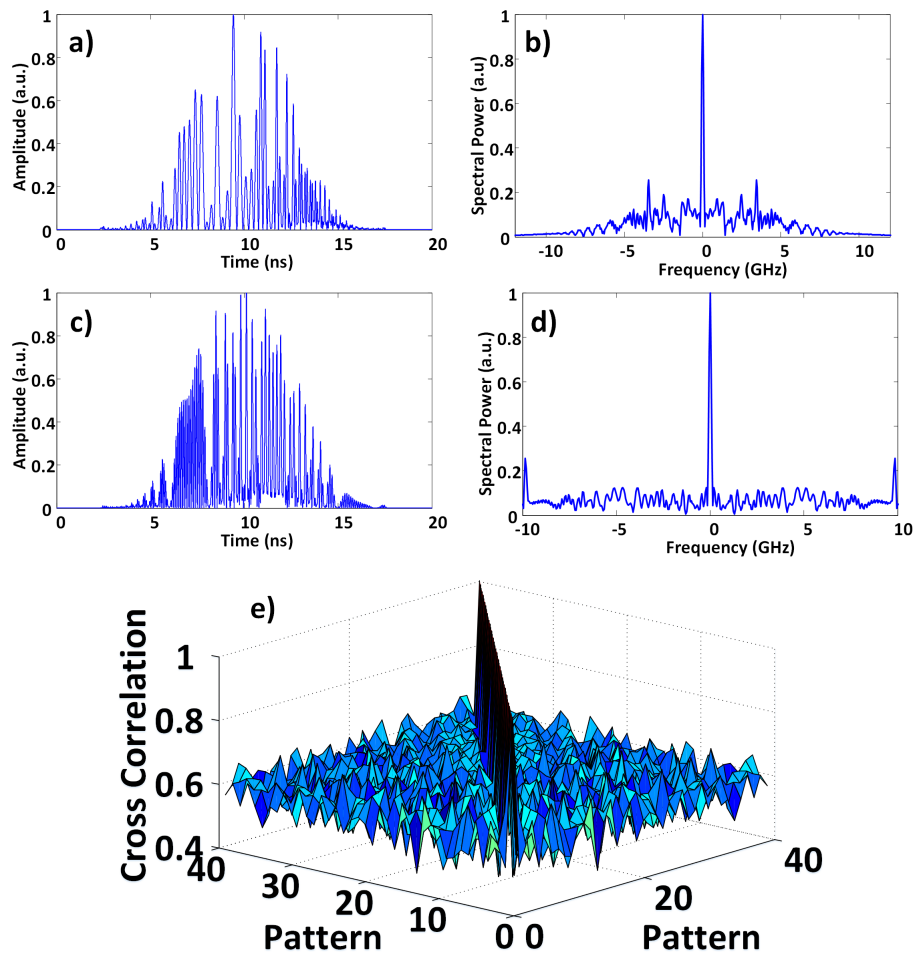 a)
Amplitude (a.u.)
1
0.8
0.6
0.4
0.2
0
0 5 10 15 20
Time (ns)
b)
Spectral Power (a.u)
1
0.8
0.6
0.4
0.2
0
-10 -5 0 5 10
Frequency (GHz)
c)
Amplitude (a.u.)
1
0.8
0.6
0.4
0.2
0
0 5 10 15 20
Time (ns)
d)
Spectral Power (a.u.)
1
0.8
0.6
0.4
0.2
0
-10 -5 0 5 10
Frequency (GHz)
e)
Cross Correlation
1
0.8
0.6
0.4
40 30 20 10 0
Pattern
0 20 40
Pattern